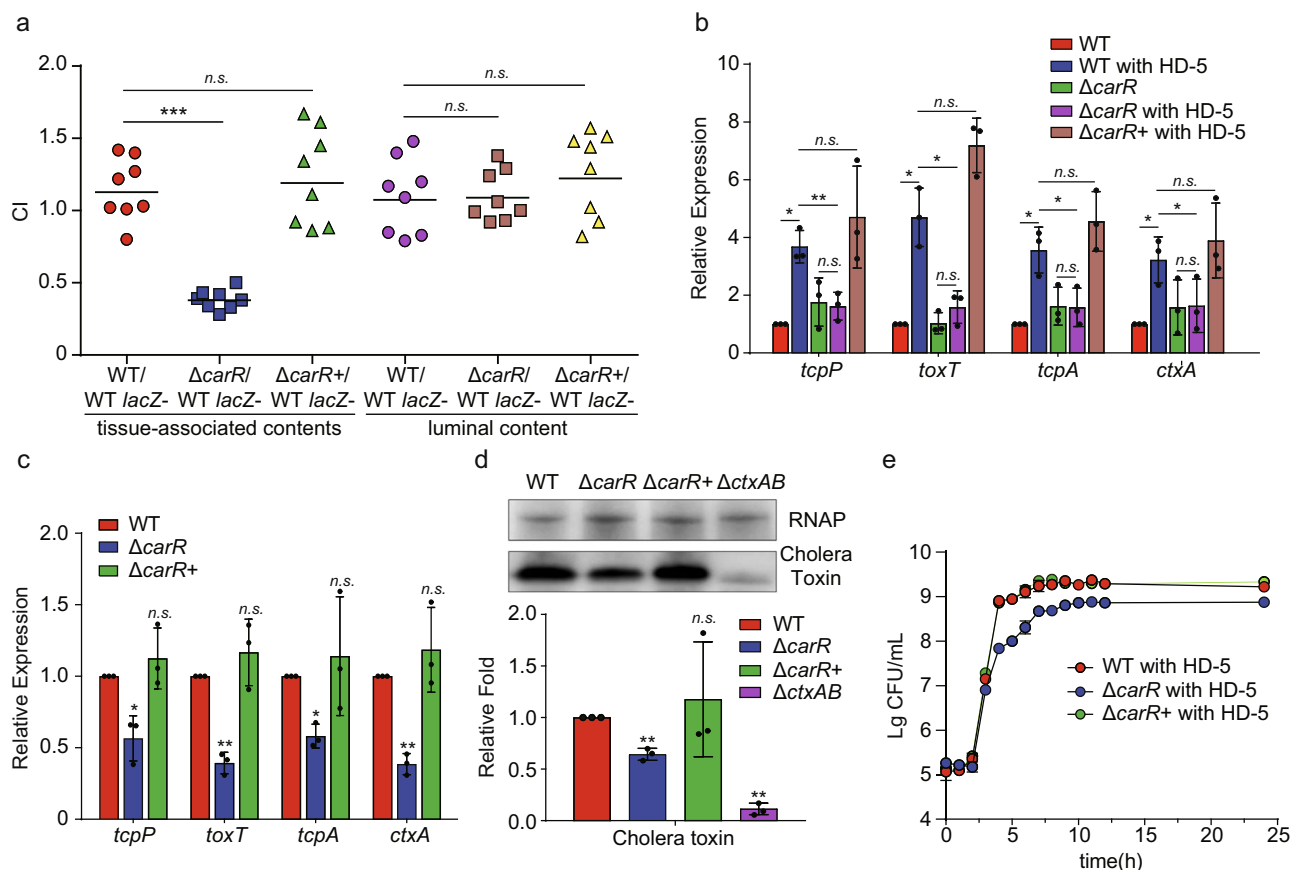 a
2.0
1.5
1.0
0.5
0
CI
n.s.
***
n.s.
n.s.
WT/
WT lacZ-
ΔcarR/
WT lacZ-
ΔcarR+/
WT lacZ-
WT/
WT lacZ-
ΔcarR/
WT lacZ-
ΔcarR+/
WT lacZ-
tissue-associated contents
luminal content
b
WT
WT with HD-5
ΔcarR
ΔcarR with HD-5
ΔcarR+ with HD-5
10
8
6
4
2
0
Relative Expression
n.s.
*
**
n.s.
n.s.
*
*
n.s.
n.s.
*
*
n.s.
n.s.
*
*
n.s.
tcpP
toxT
tcpA
ctxA
c
WT
ΔcarR
ΔcarR+
2.0
1.5
1.0
0.5
0
Relative Expression
*
n.s.
**
n.s.
*
n.s.
**
n.s.
tcpP
toxT
tcpA
ctxA
d
WT ΔcarR ΔcarR+ ΔctxAB
RNAP
Cholera
Toxin
WT
ΔcarR
ΔcarR+
ΔctxAB
2.0
1.5
1.0
0.5
0.0
Relative Fold
**
n.s.
**
Cholera toxin
e
10
9
8
7
6
5
4
Lg CFU/mL
WT with HD-5
ΔcarR with HD-5
ΔcarR+ with HD-5
0 5 10 15 20 25
time(h)